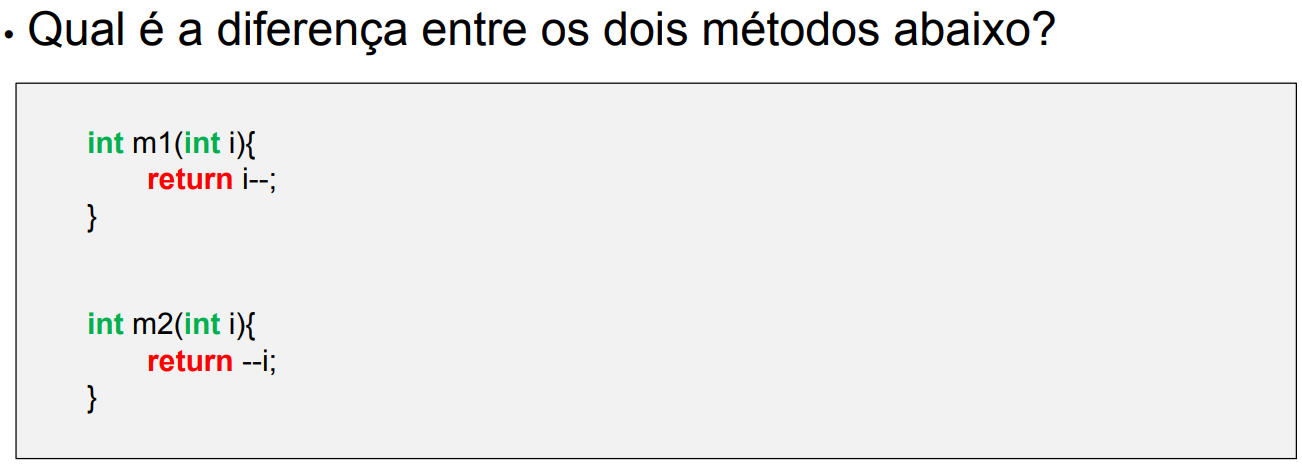 • Qual é a diferença entre os dois métodos abaixo?
int m1(int i){
return i--;
}
int m2(int i){
return --i;
}